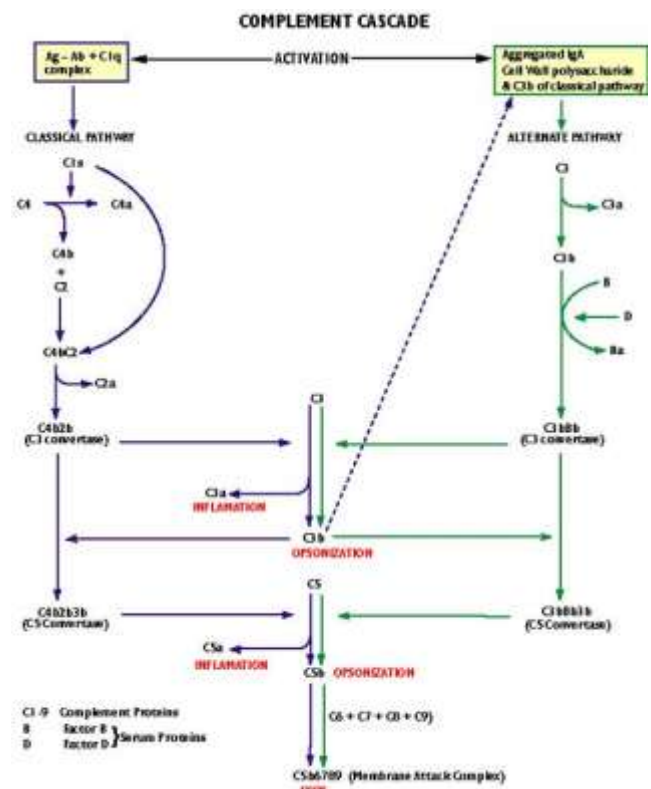 COMPLEMENT CASCADE
Ag - Ab + C1q
complex
ACTIVATION
Aggregated IgA
Cell Wall polysaccharide
& C3b of classical pathway
CLASSICAL PATHWAY
ALTERNATE PATHWAY
C1s
C4
C4a
C4b
+
C2
C4bC2
C2a
C4b2b
(C3 convertase)
C3
C3a
C3b
B
D
Ba
C3bBb
(C3 convertase)
C3
C3a
INFLAMATION
C3b
OPSONIZATION
C4b2b3b
(C5 Convertase)
C5
C3bBb3b
(C5 Convertase)
C5a
INFLAMATION
C5b
OPSONIZATION
C6 + C7 + C8 + C9)
C5b6789 (Membrane Attack Complex)
C1-9 Complement Proteins
B Factor B
D Factor D
} Serum Proteins